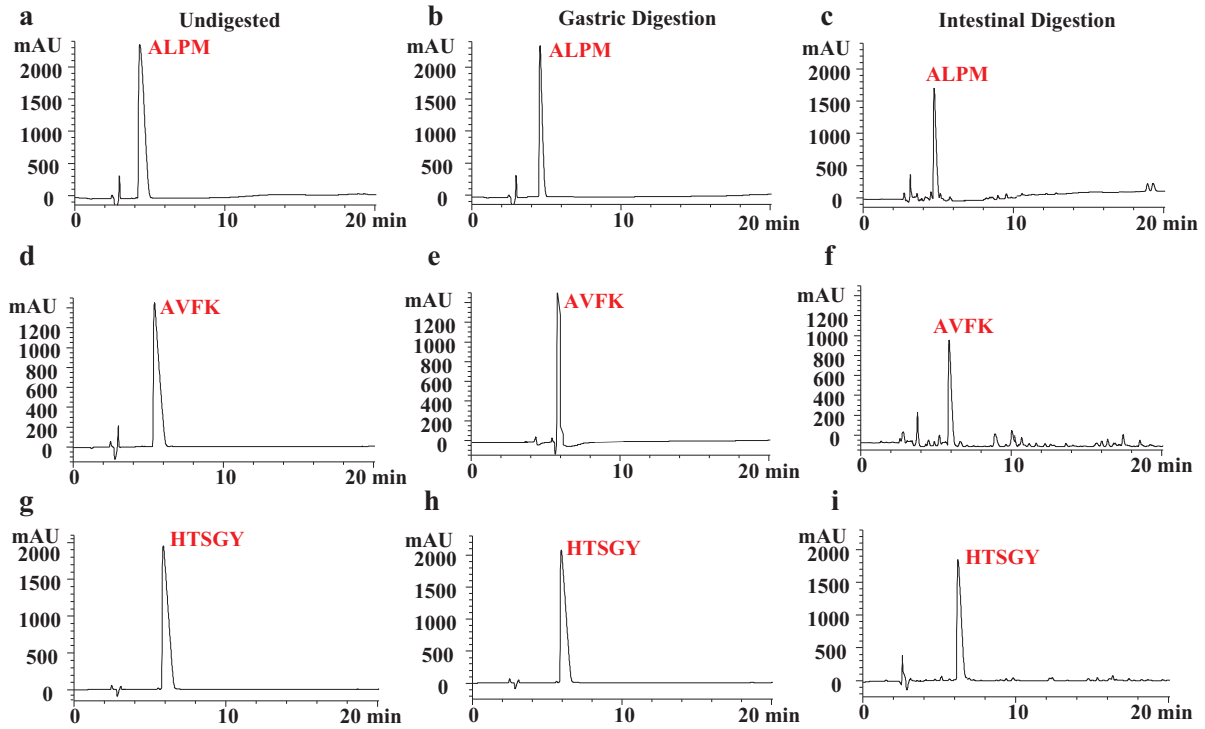 a Undigested b Gastric Digestion c Intestinal Digestion
mAU ALPM mAU ALPM mAU ALPM
2000 2000 2000
1500 1500 1500
1000 1000 1000
500 500 500
0 0 0
0 10 20 min 0 10 20 min 0 10 20 min
d e f
mAU AVFK mAU AVFK mAU AVFK
1200 1200 1200
1000 1000 1000
800 800 800
600 600 600
400 400 400
200 200 200
0 0 0
0 10 20 min 0 10 20 min 0 10 20 min
g h i
mAU HTSGY mAU HTSGY mAU HTSGY
2000 2000 2000
1500 1500 1500
1000 1000 1000
500 500 500
0 0 0
0 10 20 min 0 10 20 min 0 10 20 min